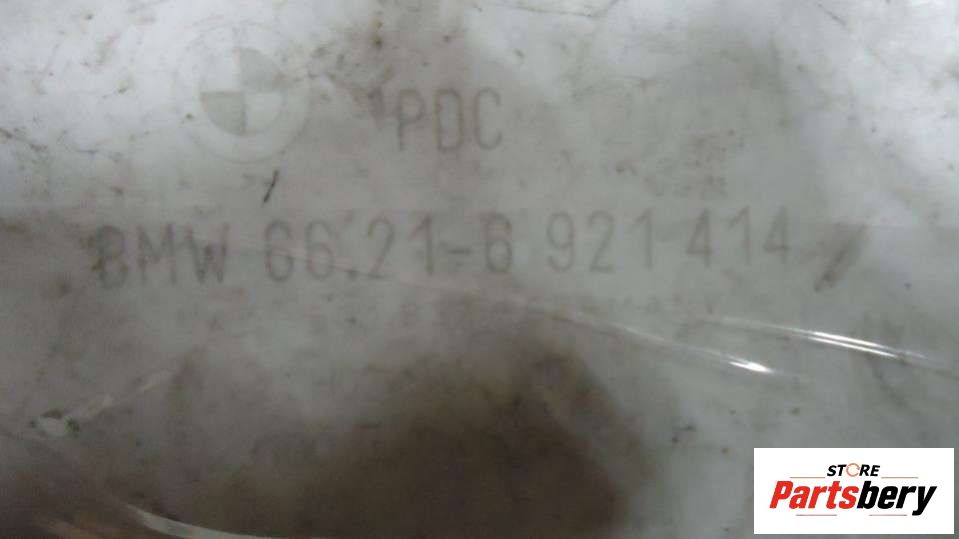 PDC
BMW 66.21-6 921 414
STORE
Partsbery